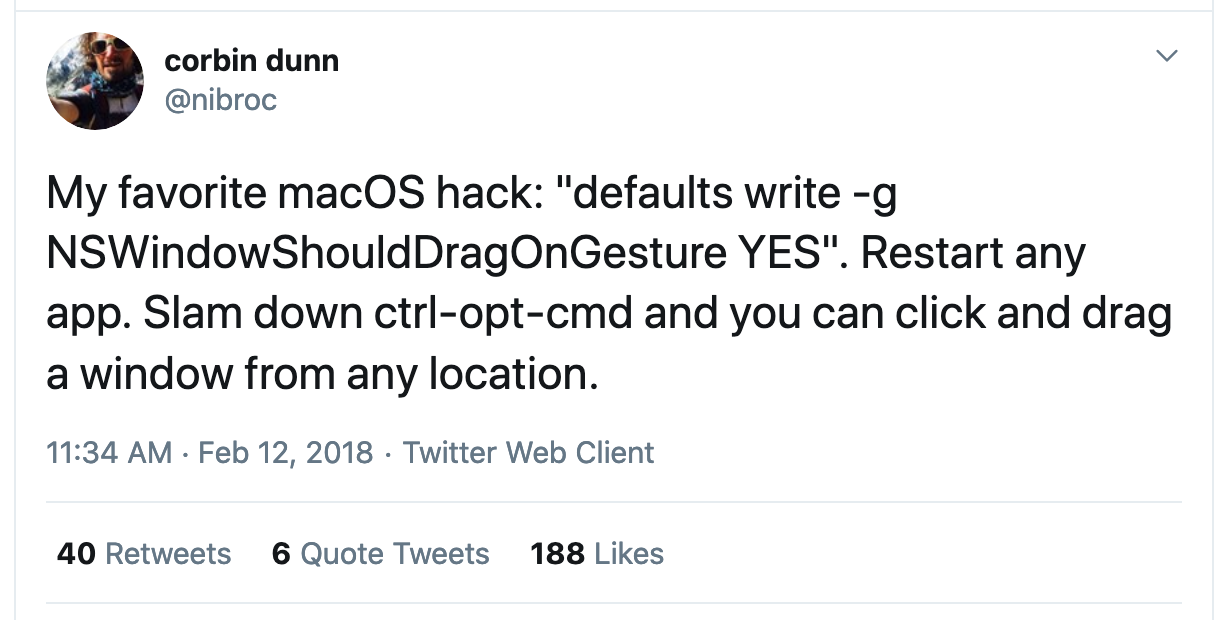 corbin dunn
@nibroc
My favorite macOS hack: "defaults write -g
NSWindowShouldDragOnGesture YES". Restart any
app. Slam down ctrl-opt-cmd and you can click and drag
a window from any location.
11:34 AM · Feb 12, 2018 · Twitter Web Client
40 Retweets 6 Quote Tweets 188 Likes